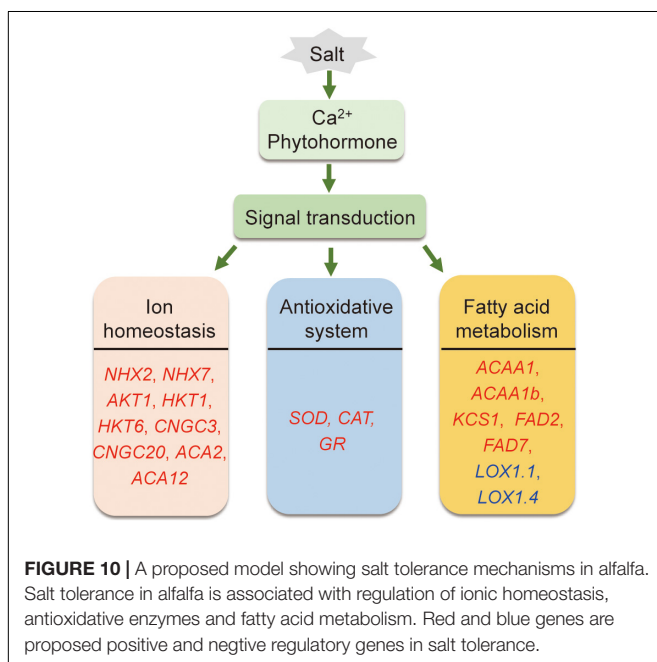 Salt
Ca²⁺
Phytohormone
Signal transduction
Ion
homeostasis
NHX2, NHX7,
AKT1, HKT1,
HKT6, CNGC3,
CNGC20, ACA2,
ACA12
Antioxidative
system
SOD, CAT,
GR
Fatty acid
metabolism
ACAA1,
ACAA1b,
KCS1, FAD2,
FAD7,
LOX1.1,
LOX1.4
FIGURE 10 | A proposed model showing salt tolerance mechanisms in alfalfa.
Salt tolerance in alfalfa is associated with regulation of ionic homeostasis,
antioxidative enzymes and fatty acid metabolism. Red and blue genes are
proposed positive and negtive regulatory genes in salt tolerance.